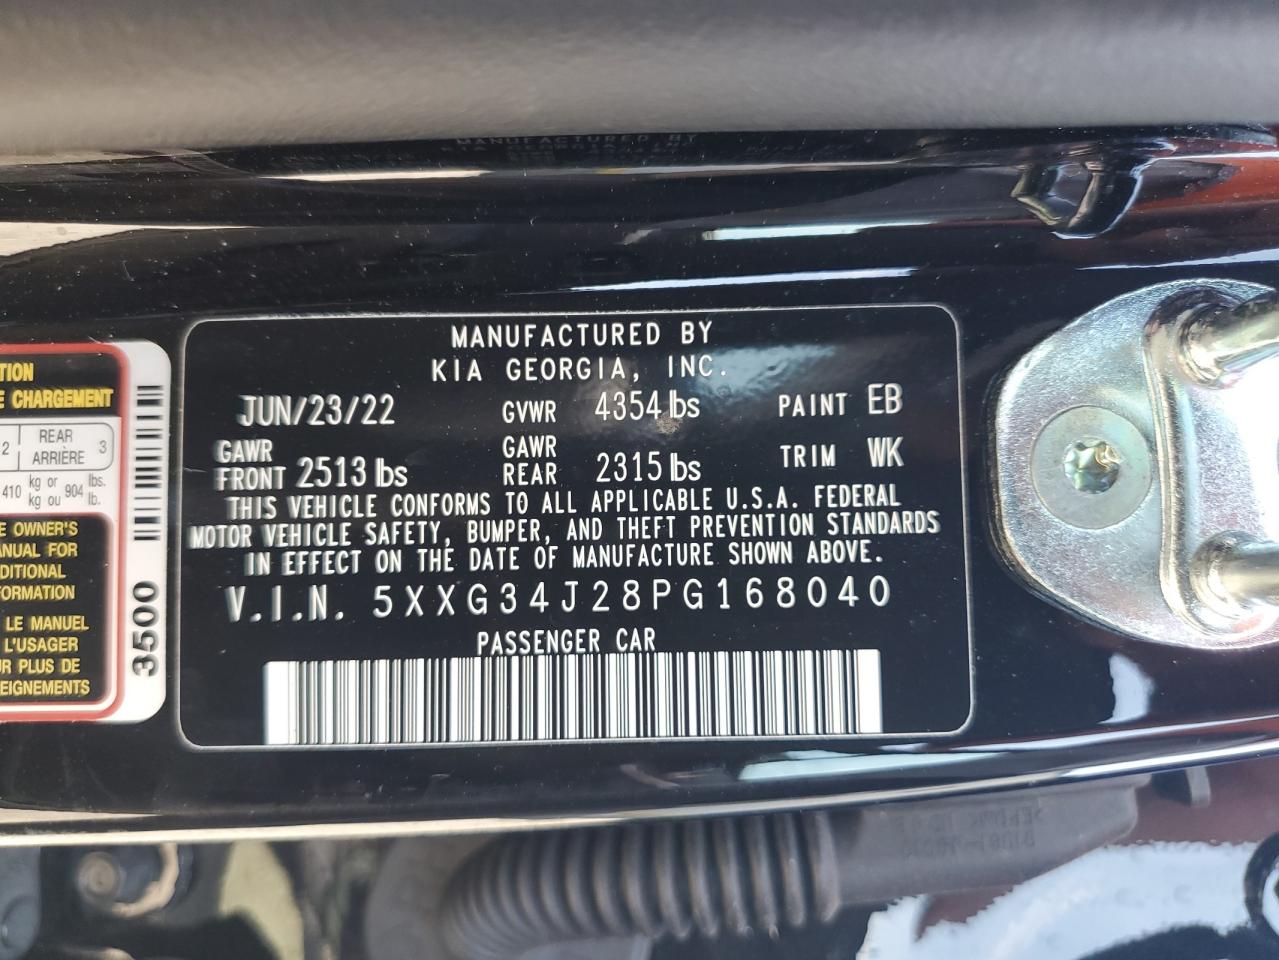 MANUFACTURED BY
KIA GEORGIA, INC.
JUN/23/22 GVWR 4354 lbs PAINT EB
GAWR FRONT 2513 lbs GAWR REAR 2315 lbs TRIM WK
THIS VEHICLE CONFORMS TO ALL APPLICABLE U.S.A. FEDERAL
MOTOR VEHICLE SAFETY, BUMPER, AND THEFT PREVENTION STANDARDS
IN EFFECT ON THE DATE OF MANUFACTURE SHOWN ABOVE.
V.I.N. 5XXG34J28PG168040
PASSENGER CAR
TION
E CHARGEMENT
2 REAR 3
ARRIÈRE
410 kg or 904 lbs.
kg ou lb.
E OWNER'S
ANUAL FOR
DITIONAL
FORMATION
LE MANUEL
L'USAGER
UR PLUS DE
EIGNEMENTS
3500